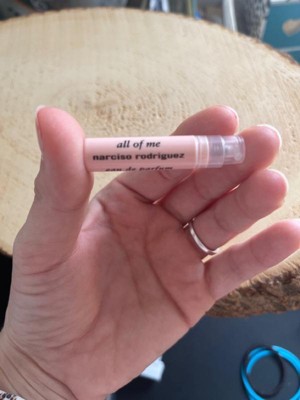 all of me
narciso rodriguez
eau de parfum